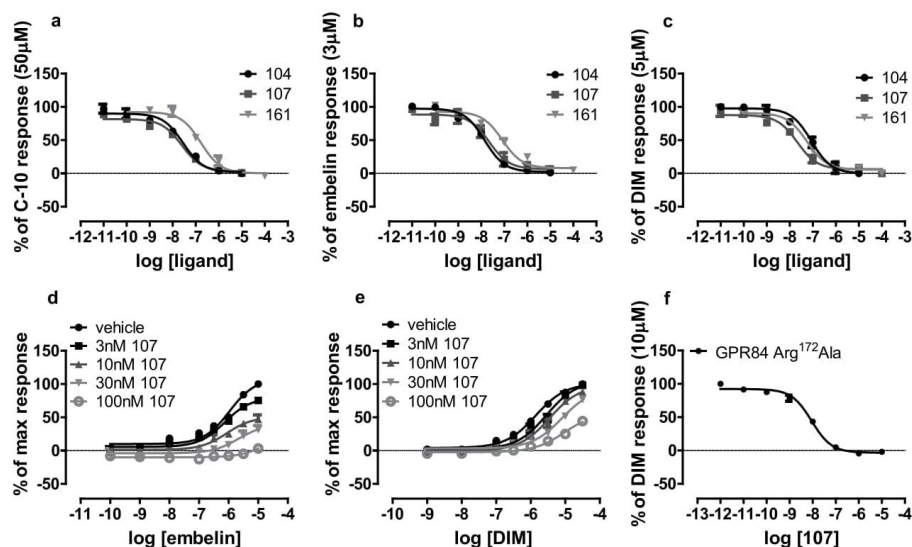 a
% of C-10 response (50µM)
150
100
50
0
-50
104
107
161
-12 -11 -10 -9 -8 -7 -6 -5 -4 -3
log [ligand]
b
% of embelin response (3µM)
150
100
50
0
-50
104
107
161
-12 -11 -10 -9 -8 -7 -6 -5 -4 -3
log [ligand]
c
% of DIM response (5µM)
150
100
50
0
-50
104
107
161
-12 -11 -10 -9 -8 -7 -6 -5 -4 -3
log [ligand]
d
% of max response
150
100
50
0
-50
vehicle
3nM 107
10nM 107
30nM 107
100nM 107
-11 -10 -9 -8 -7 -6 -5 -4
log [embelin]
e
% of max response
150
100
50
0
-50
vehicle
3nM 107
10nM 107
30nM 107
100nM 107
-10 -9 -8 -7 -6 -5 -4
log [DIM]
f
% of DIM response (10µM)
150
100
50
0
-50
GPR84 Arg¹⁷²Ala
-13 -12 -11 -10 -9 -8 -7 -6 -5 -4
log [107]